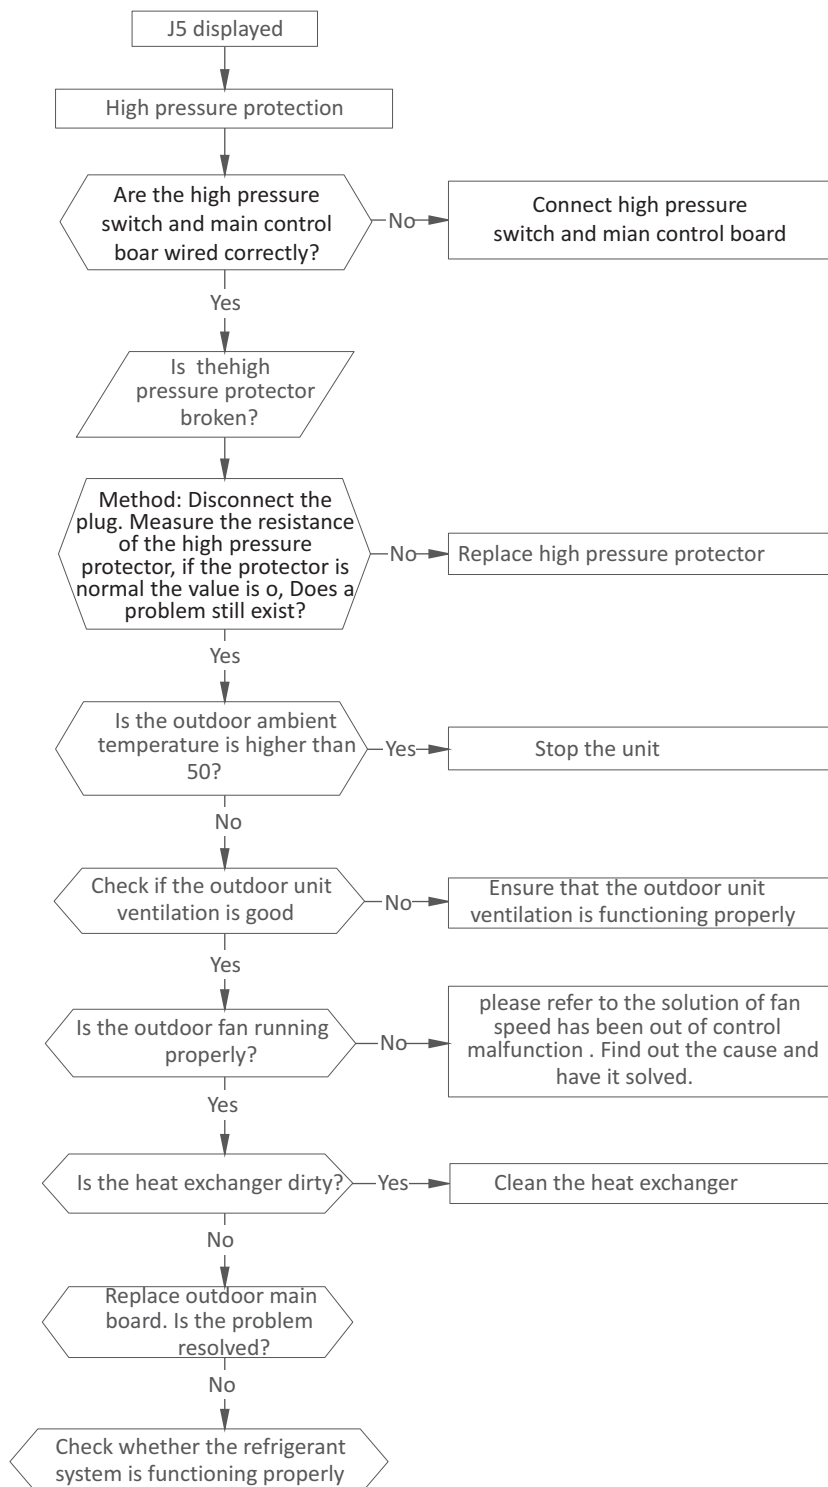 J5 displayed
High pressure protection
Are the high pressure
switch and main control
boar wired correctly?
No
Connect high pressure
switch and mian control board
Yes
Is  thehigh
pressure protector
broken?
Method: Disconnect the
plug. Measure the resistance
of the high pressure
protector, if the protector is
normal the value is o, Does a
problem still exist?
No
Replace high pressure protector
Yes
Is the outdoor ambient
temperature is higher than
50?
Yes
Stop the unit
No
Check if the outdoor unit
ventilation is good
No
Ensure that the outdoor unit
ventilation is functioning properly
Yes
Is the outdoor fan running
properly?
No
please refer to the solution of fan
speed has been out of control
malfunction . Find out the cause and
have it solved.
Yes
Is the heat exchanger dirty?
Yes
Clean the heat exchanger
No
Replace outdoor main
board. Is the problem
resolved?
No
Check whether the refrigerant
system is functioning properly